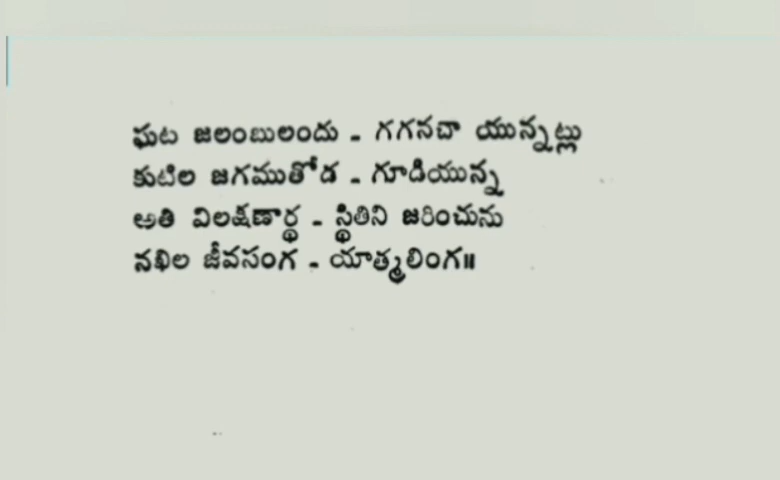 ఘట జలంబులందు - గగనచా యున్నట్లు
కుటిల జగముతోడ - గూడియున్న
అతి విలక్షణార్థ - స్థితిని జరించును
నఖిల జీవసంగ - యాత్మలింగ॥